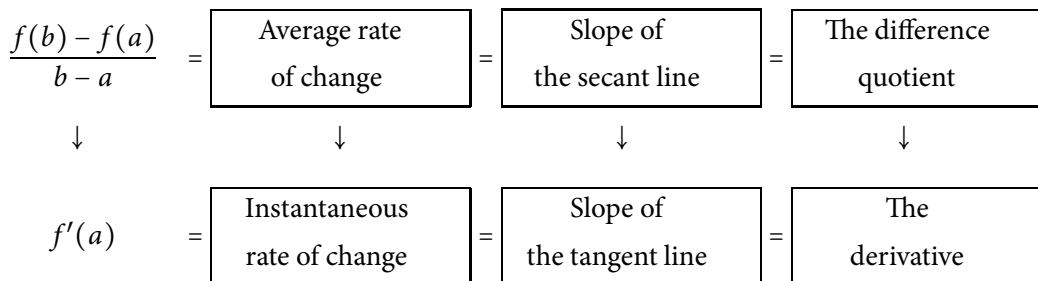 f(b) – f(a) / b – a = Average rate of change = Slope of the secant line = The difference quotient
↓ ↓ ↓ ↓
f′(a) = Instantaneous rate of change = Slope of the tangent line = The derivative